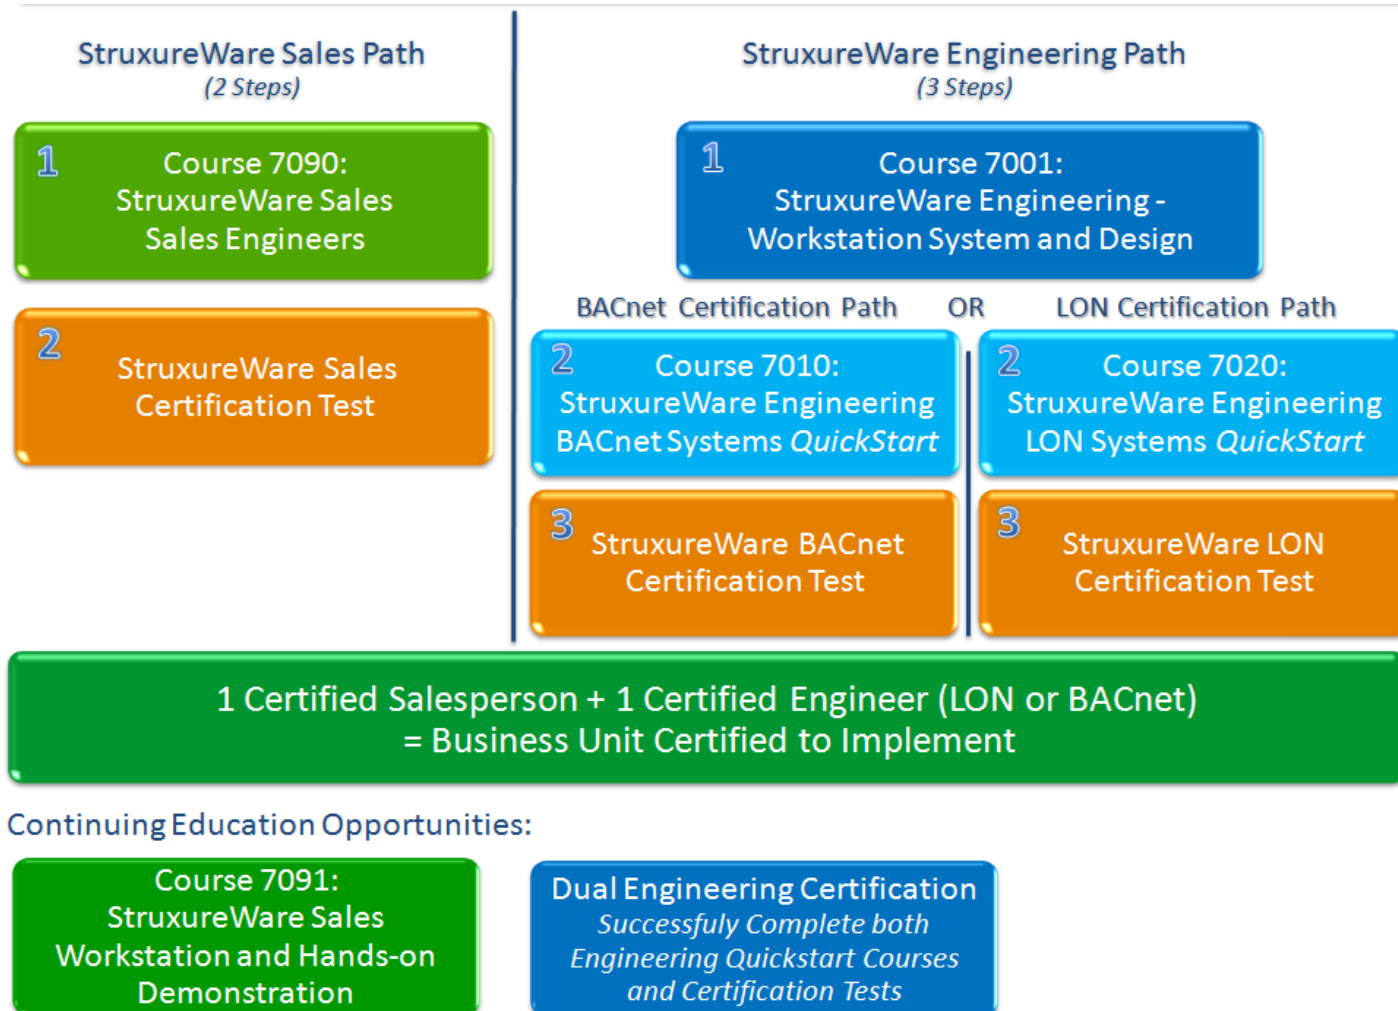 StruxureWare Sales Path
(2 Steps)
1
Course 7090:
StruxureWare Sales
Sales Engineers
2
StruxureWare Sales
Certification Test
StruxureWare Engineering Path
(3 Steps)
1
Course 7001:
StruxureWare Engineering -
Workstation System and Design
BACnet Certification Path OR LON Certification Path
2
Course 7010:
StruxureWare Engineering
BACnet Systems QuickStart
3
StruxureWare BACnet
Certification Test
2
Course 7020:
StruxureWare Engineering
LON Systems QuickStart
3
StruxureWare LON
Certification Test
1 Certified Salesperson + 1 Certified Engineer (LON or BACnet)
= Business Unit Certified to Implement
Continuing Education Opportunities:
Course 7091:
StruxureWare Sales
Workstation and Hands-on
Demonstration
Dual Engineering Certification
Successfuly Complete both
Engineering Quickstart Courses
and Certification Tests